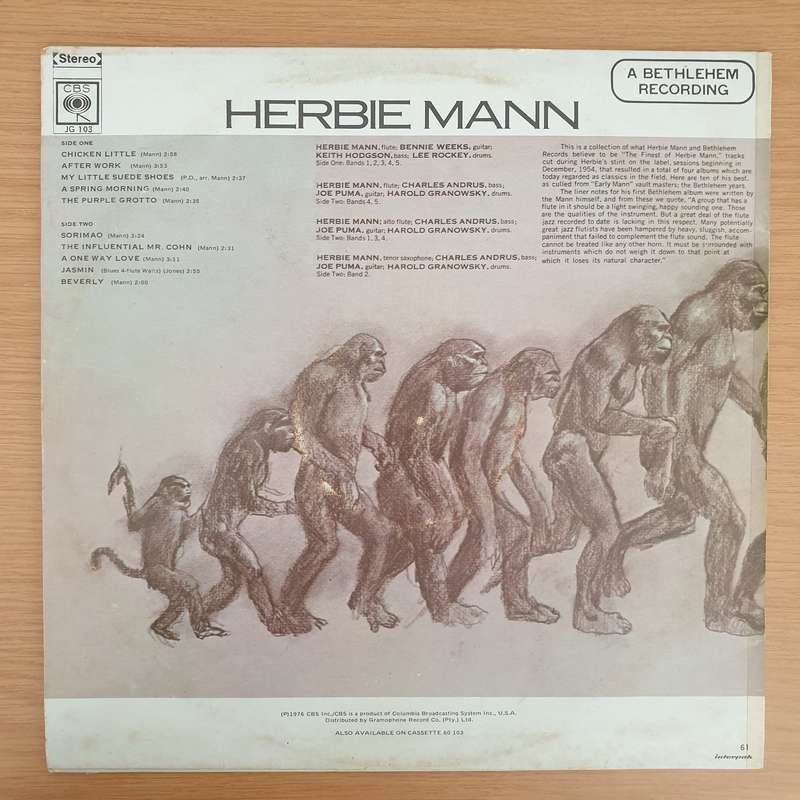 Stereo
CBS
JG 103
A BETHLEHEM
RECORDING
HERBIE MANN
SIDE ONE
CHICKEN LITTLE (Mann) 2:58
AFTER WORK (Mann) 3:53
MY LITTLE SUEDE SHOES (P.D., arr. Mann) 2:37
A SPRING MORNING (Mann) 2:40
THE PURPLE GROTTO (Mann) 2:35
SIDE TWO
SORIMAO (Mann) 3:24
THE INFLUENTIAL MR. COHN (Mann) 2:31
A ONE WAY LOVE (Mann) 3:11
JASMIN (Blues 4-flute Waltz) (Jones) 2:55
BEVERLY (Mann) 2:00
HERBIE MANN, flute; BENNIE WEEKS, guitar;
KEITH HODGSON, bass; LEE ROCKEY, drums.
Side One: Bands 1, 2, 3, 4, 5.
HERBIE MANN, flute; CHARLES ANDRUS, bass;
JOE PUMA, guitar; HAROLD GRANOWSKY, drums.
Side Two: Bands 4, 5.
HERBIE MANN, alto flute; CHARLES ANDRUS, bass;
JOE PUMA, guitar; HAROLD GRANOWSKY, drums.
Side Two: Bands 1, 3, 4.
HERBIE MANN, tenor saxophone; CHARLES ANDRUS, bass;
JOE PUMA, guitar; HAROLD GRANOWSKY, drums.
Side Two: Band 2.
This is a collection of what Herbie Mann and Bethlehem
Records believe to be "The Finest of Herbie Mann," tracks
cut during Herbie's stint on the label, sessions beginning in
December, 1954, that resulted in a total of four albums which are
today regarded as classics in the field. Here are ten of his best,
as culled from "Early Mann" vault masters; the Bethlehem years.
The liner notes for his first Bethlehem album were written by
the Mann himself, and from these we quote, "A group that has a
flute in it should be a light swinging, happy sounding one. Those
are the qualities of the instrument. But a great deal of the flute
jazz recorded to date is lacking in this respect. Many potentially
great jazz flutists have been hampered by heavy, sluggish, accom-
paniment that failed to complement the flute sound. The flute
cannot be treated like any other horn. It must be surrounded with
instruments which do not weigh it down to that point at
which it loses its natural character."
(P)1976 CBS Inc./CBS is a product of Columbia Broadcasting System Inc., U.S.A.
Distributed by Gramophone Record Co. (Pty.) Ltd.
ALSO AVAILABLE ON CASSETTE 60 103
61
interpak